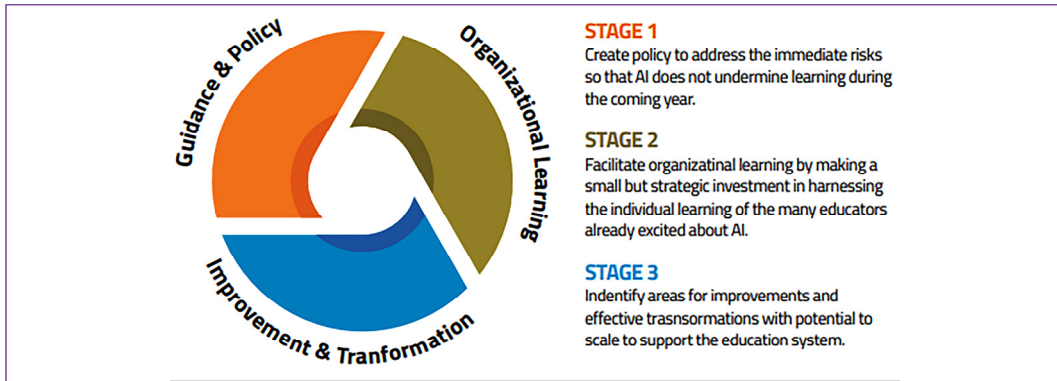 Guidance & Policy
Organizational Learning
Improvement & Tranformation
STAGE 1
Create policy to address the immediate risks
so that AI does not undermine learning during
the coming year.
STAGE 2
Facilitate organizatinal learning by making a
small but strategic investment in harnessing
the individual learning of the many educators
already excited about AI.
STAGE 3
Indentify areas for improvements and
effective trasnsormations with potential to
scale to support the education system.